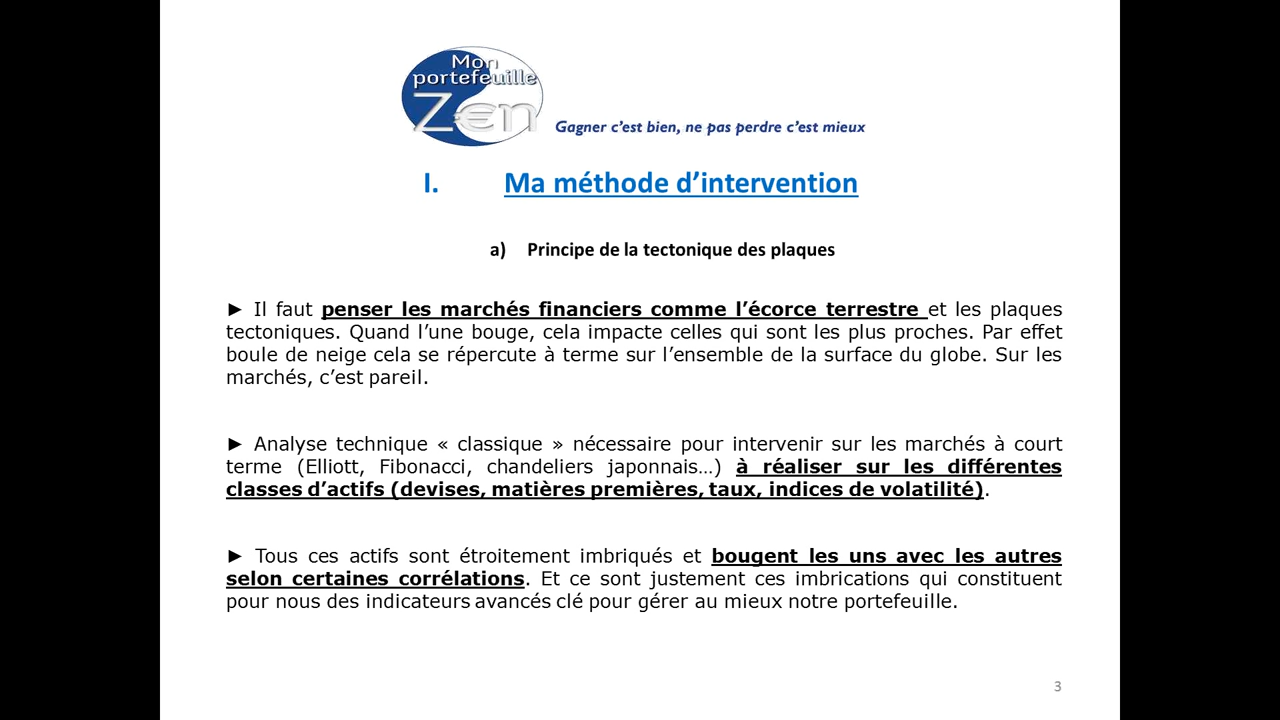 Mon
portefeuille
Z€n
Gagner c'est bien, ne pas perdre c'est mieux
I. Ma méthode d'intervention
a) Principe de la tectonique des plaques
► Il faut penser les marchés financiers comme l'écorce terrestre et les plaques
tectoniques. Quand l'une bouge, cela impacte celles qui sont les plus proches. Par effet
boule de neige cela se répercute à terme sur l'ensemble de la surface du globe. Sur les
marchés, c'est pareil.
► Analyse technique « classique » nécessaire pour intervenir sur les marchés à court
terme (Elliott, Fibonacci, chandeliers japonnais…) à réaliser sur les différentes
classes d'actifs (devises, matières premières, taux, indices de volatilité).
► Tous ces actifs sont étroitement imbriqués et bougent les uns avec les autres
selon certaines corrélations. Et ce sont justement ces imbrications qui constituent
pour nous des indicateurs avancés clé pour gérer au mieux notre portefeuille.
3